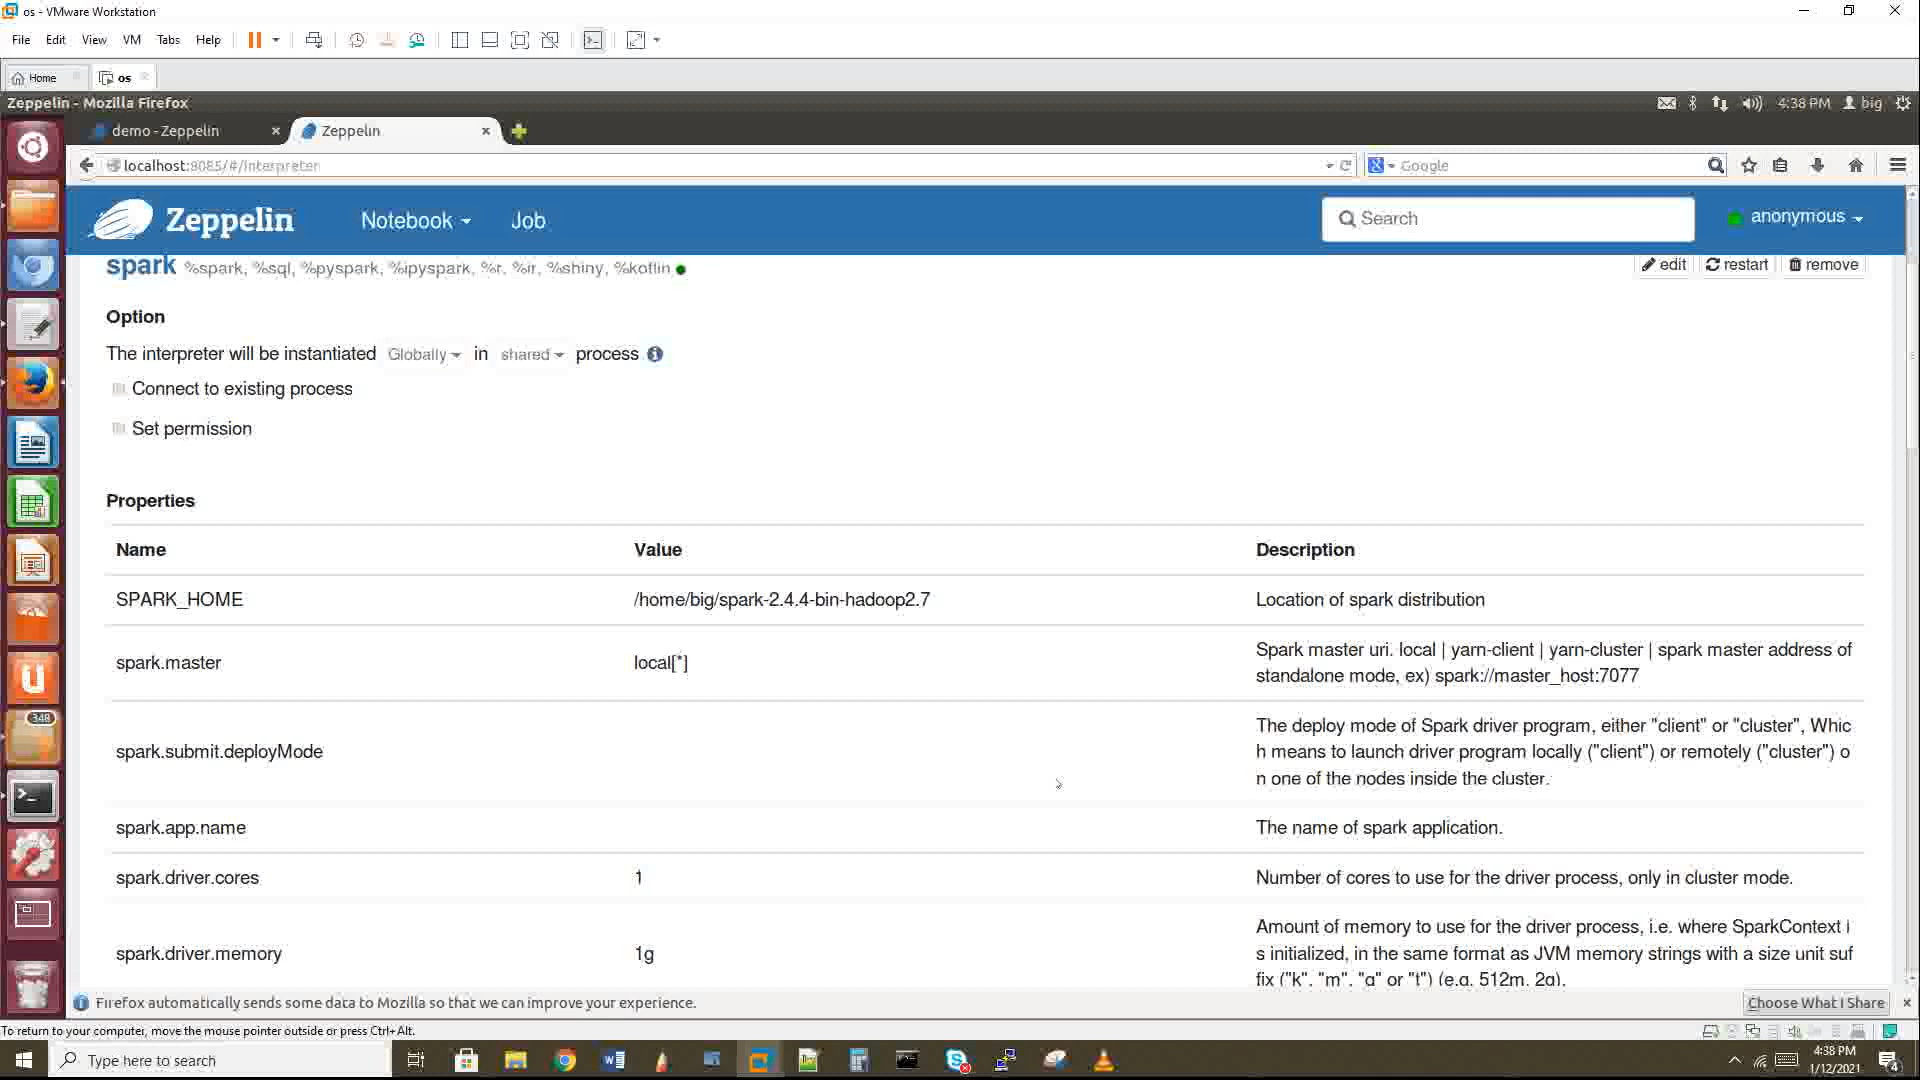 os - VMware Workstation
File Edit View VM Tabs Help
Home os
Zeppelin - Mozilla Firefox 4:38 PM big
demo - Zeppelin Zeppelin
localhost:8085/#/interpreter Google
Zeppelin Notebook Job Search anonymous
spark %spark, %sql, %pyspark, %ipyspark, %r, %ir, %shiny, %kotlin edit restart remove
Option
The interpreter will be instantiated Globally in shared process
Connect to existing process
Set permission
Properties
Name Value Description
SPARK_HOME /home/big/spark-2.4.4-bin-hadoop2.7 Location of spark distribution
spark.master local[*] Spark master uri. local | yarn-client | yarn-cluster | spark master address of
standalone mode, ex) spark://master_host:7077
spark.submit.deployMode The deploy mode of Spark driver program, either "client" or "cluster", Whic
h means to launch driver program locally ("client") or remotely ("cluster") o
n one of the nodes inside the cluster.
spark.app.name The name of spark application.
spark.driver.cores 1 Number of cores to use for the driver process, only in cluster mode.
spark.driver.memory 1g Amount of memory to use for the driver process, i.e. where SparkContext i
s initialized, in the same format as JVM memory strings with a size unit suf
fix ("k", "m", "g" or "t") (e.g. 512m, 2g).
348
Firefox automatically sends some data to Mozilla so that we can improve your experience. Choose What I Share
To return to your computer, move the mouse pointer outside or press Ctrl+Alt.
Type here to search 4:38 PM
1/12/2021 4